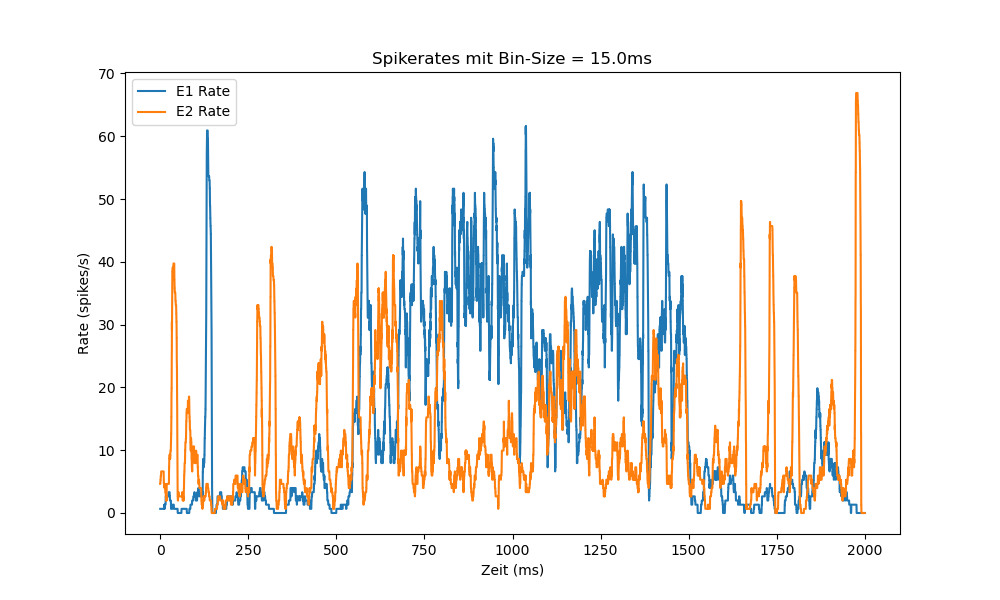 Spikerates mit Bin-Size = 15.0ms
E1 Rate
E2 Rate
Rate (spikes/s)
70
60
50
40
30
20
10
0
0 250 500 750 1000 1250 1500 1750 2000
Zeit (ms)